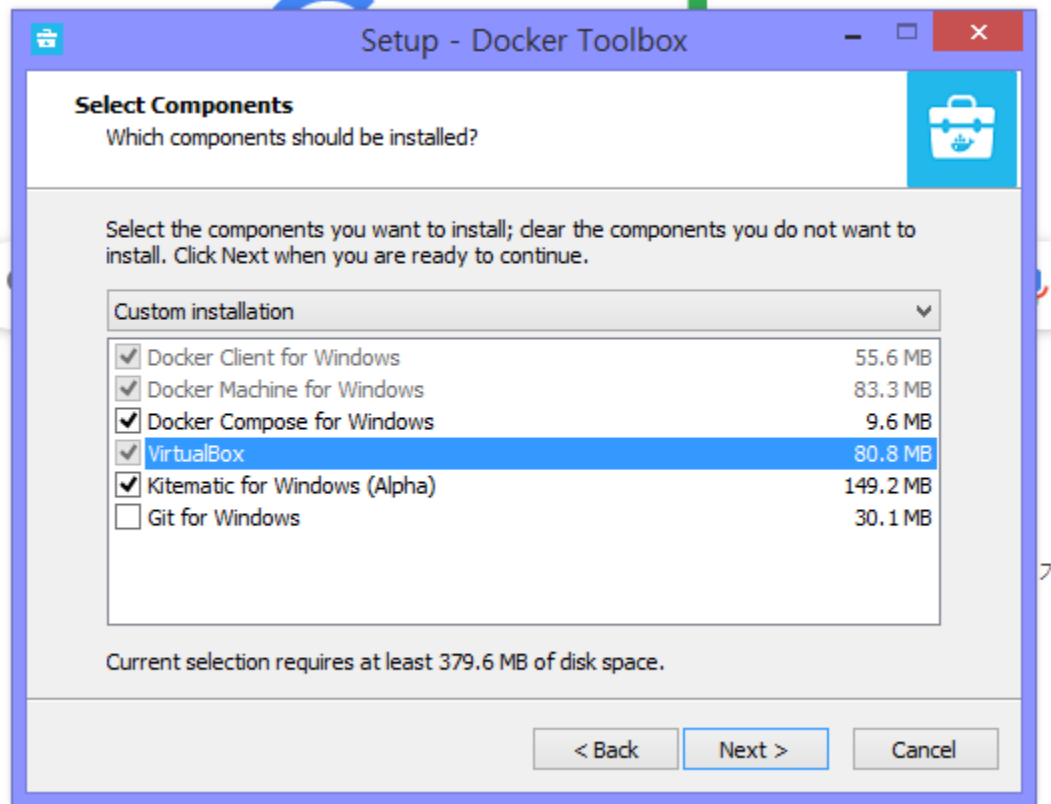 Setup - Docker Toolbox
Select Components
Which components should be installed?
Select the components you want to install; clear the components you do not want to
install. Click Next when you are ready to continue.
Custom installation
Docker Client for Windows 55.6 MB
Docker Machine for Windows 83.3 MB
Docker Compose for Windows 9.6 MB
VirtualBox 80.8 MB
Kitematic for Windows (Alpha) 149.2 MB
Git for Windows 30.1 MB
Current selection requires at least 379.6 MB of disk space.
< Back Next > Cancel